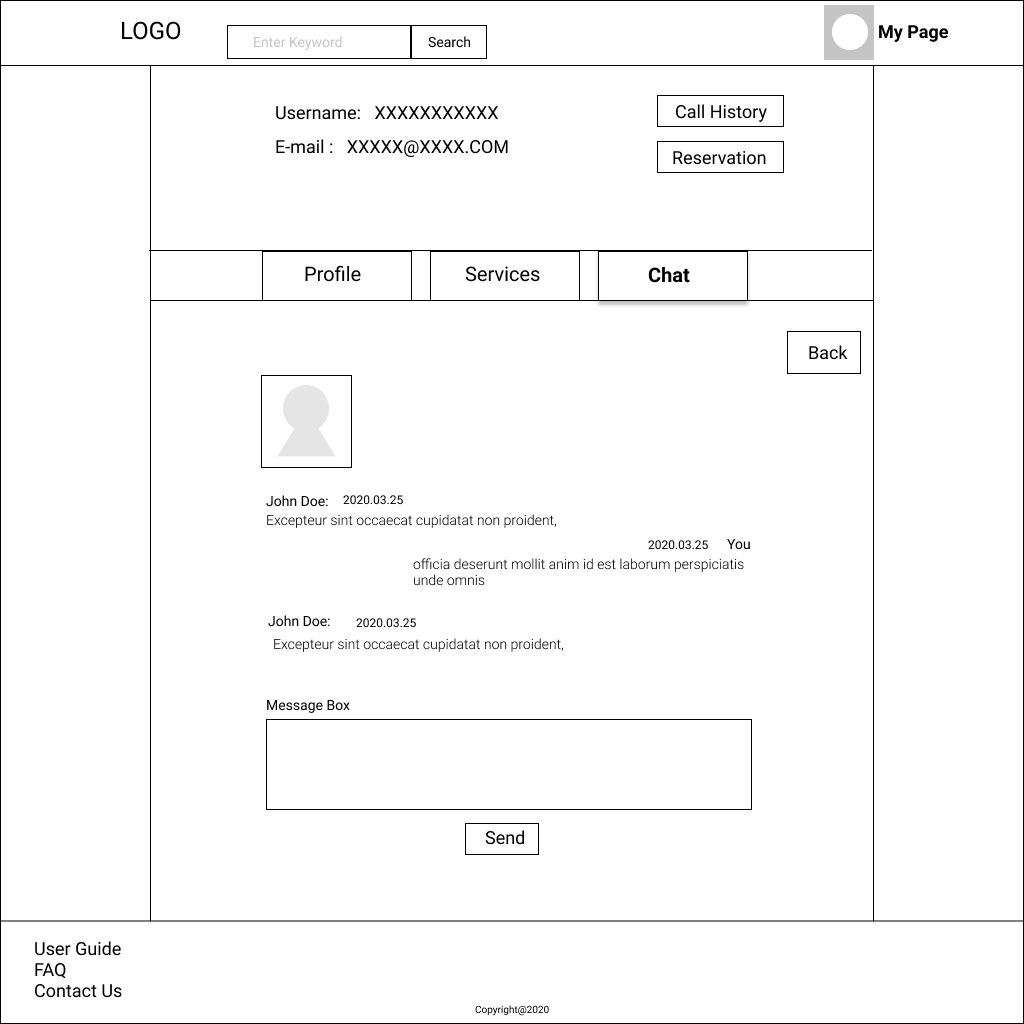 LOGO
Enter Keyword
Search
My Page
Username: XXXXXXXXXXX
Call History
E-mail : XXXXX@XXXX.COM
Reservation
Profile
Services
Chat
Back
John Doe: 2020.03.25
Excepteur sint occaecat cupidatat non proident,
2020.03.25 You
officia deserunt mollit anim id est laborum perspiciatis
unde omnis
John Doe: 2020.03.25
Excepteur sint occaecat cupidatat non proident,
Message Box
Send
User Guide
FAQ
Contact Us
Copyright@2020